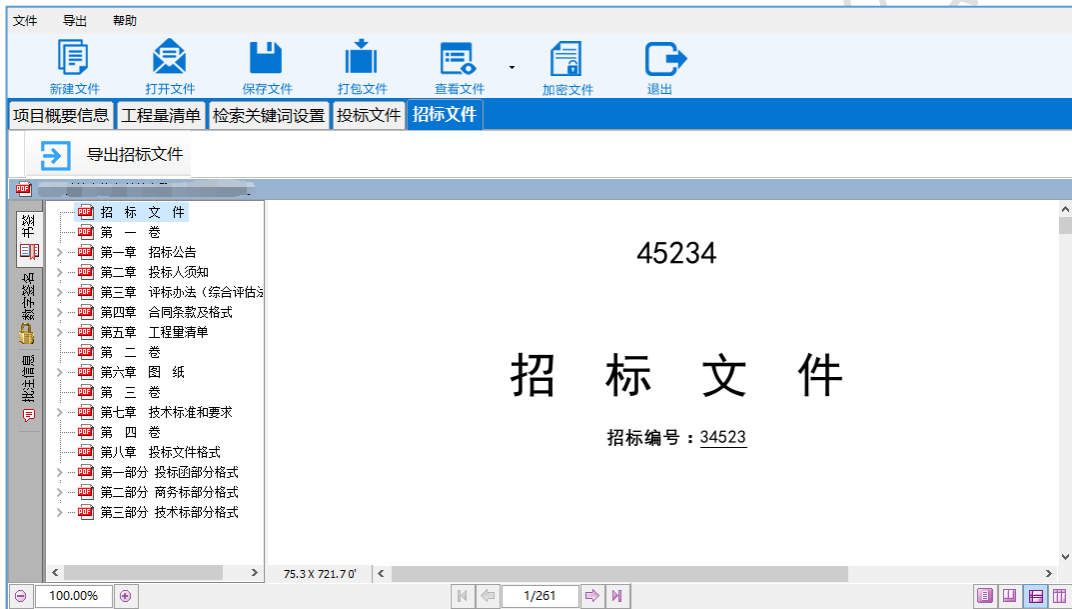 文件 导出 帮助
新建文件 打开文件 保存文件 打包文件 查看文件 加密文件 退出
项目概要信息 工程量清单 检索关键词设置 投标文件 招标文件
导出招标文件
书签
数字签名
批注信息
招 标 文 件
第 一 卷
第一章 招标公告
第二章 投标人须知
第三章 评标办法（综合评估法
第四章 合同条款及格式
第五章 工程量清单
第 二 卷
第六章 图 纸
第 三 卷
第七章 技术标准和要求
第 四 卷
第八章 投标文件格式
第一部分 投标函部分格式
第二部分 商务标部分格式
第三部分 技术标部分格式
45234
招 标 文 件
招标编号：34523
75.3 X 721.7 0'
100.00% 1/261